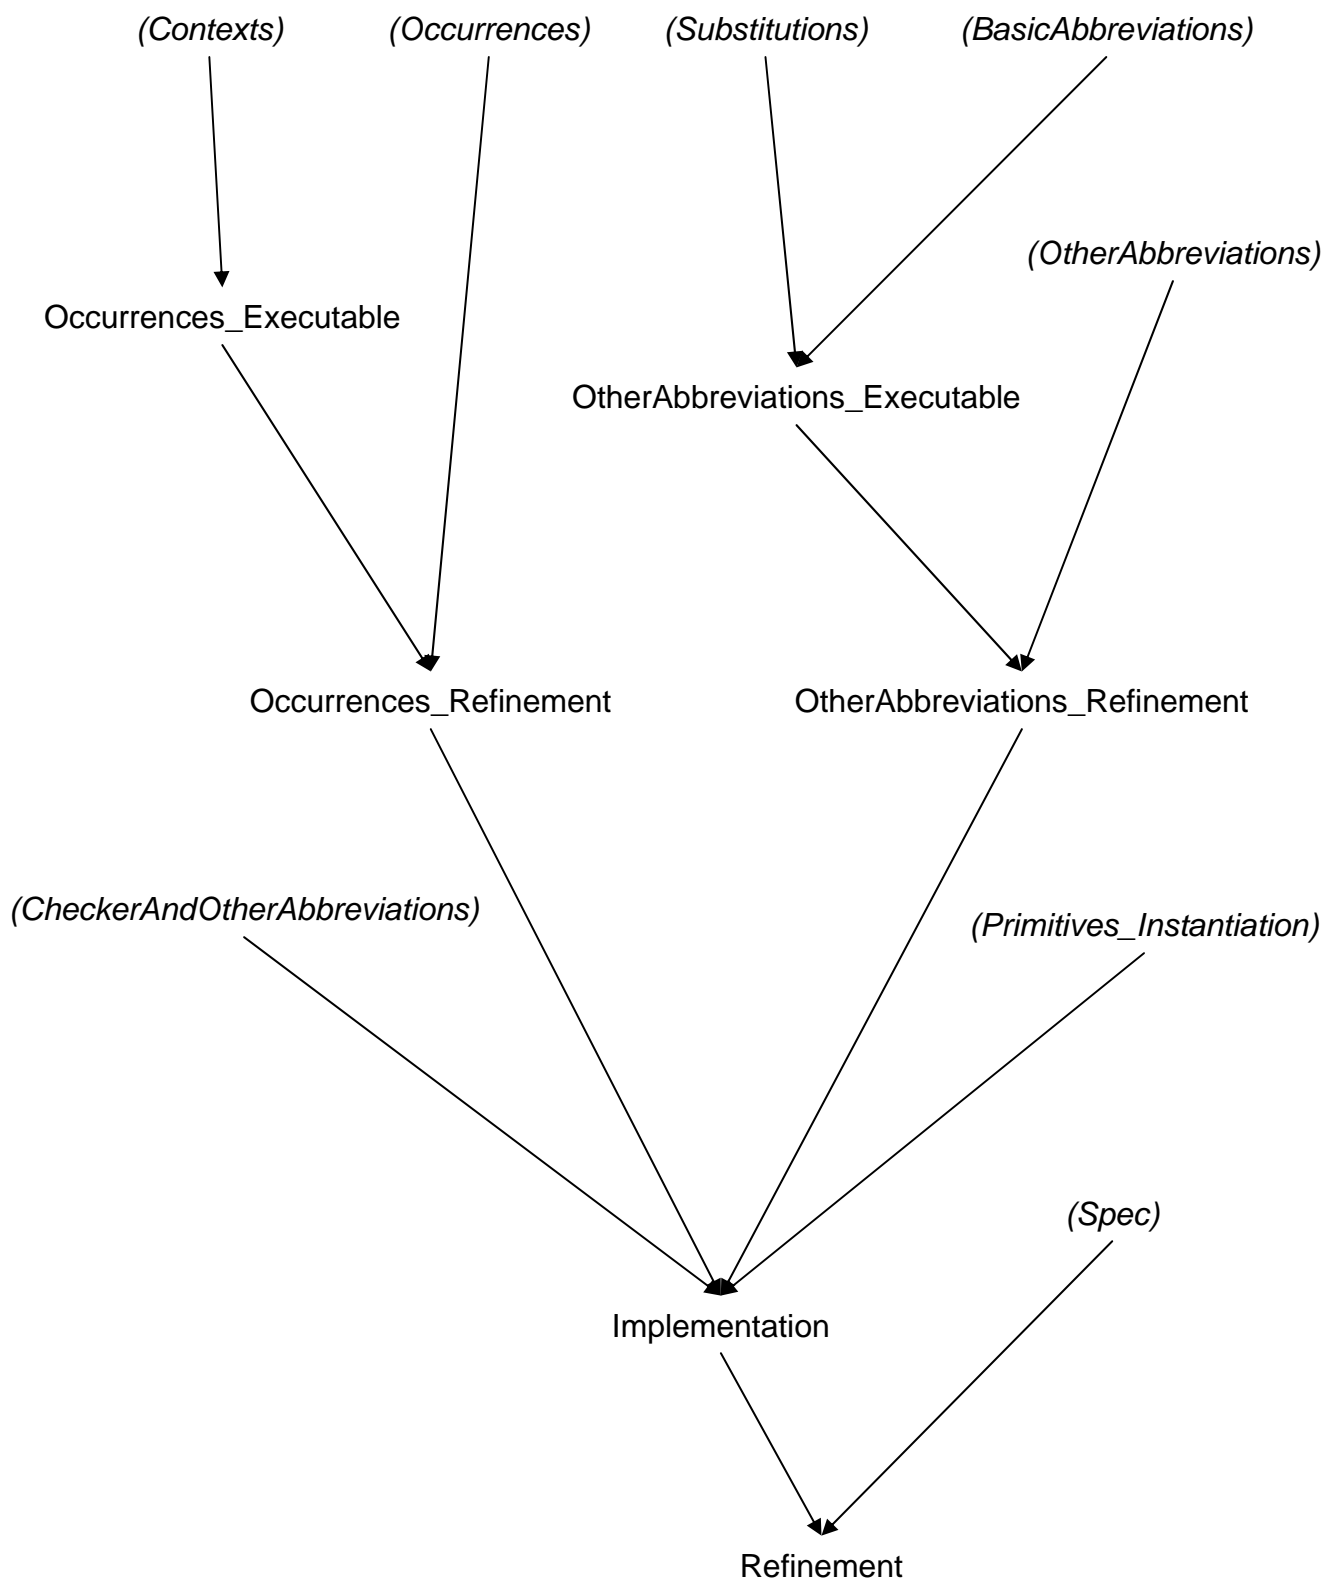 (Contexts)
(Occurrences)
(Substitutions)
(BasicAbbreviations)
(OtherAbbreviations)
Occurrences_Executable
OtherAbbreviations_Executable
Occurrences_Refinement
OtherAbbreviations_Refinement
(CheckerAndOtherAbbreviations)
(Primitives_Instantiation)
(Spec)
Implementation
Refinement